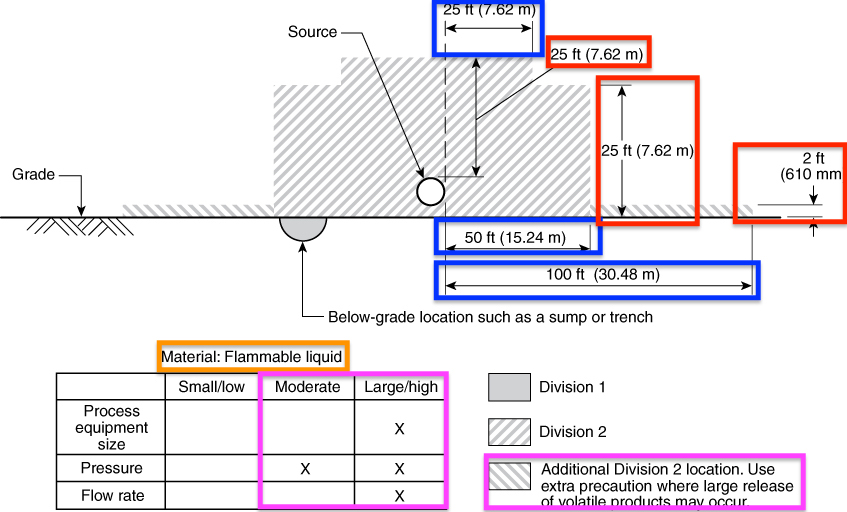 25 ft (7.62 m)
Source
25 ft (7.62 m)
25 ft (7.62 m)
2 ft
(610 mm
Grade
50 ft (15.24 m)
100 ft (30.48 m)
Below-grade location such as a sump or trench
Material: Flammable liquid
Small/low Moderate Large/high
Process
equipment
size X
Pressure X X
Flow rate X
Division 1
Division 2
Additional Division 2 location. Use
extra precaution where large release
of volatile products may occur.